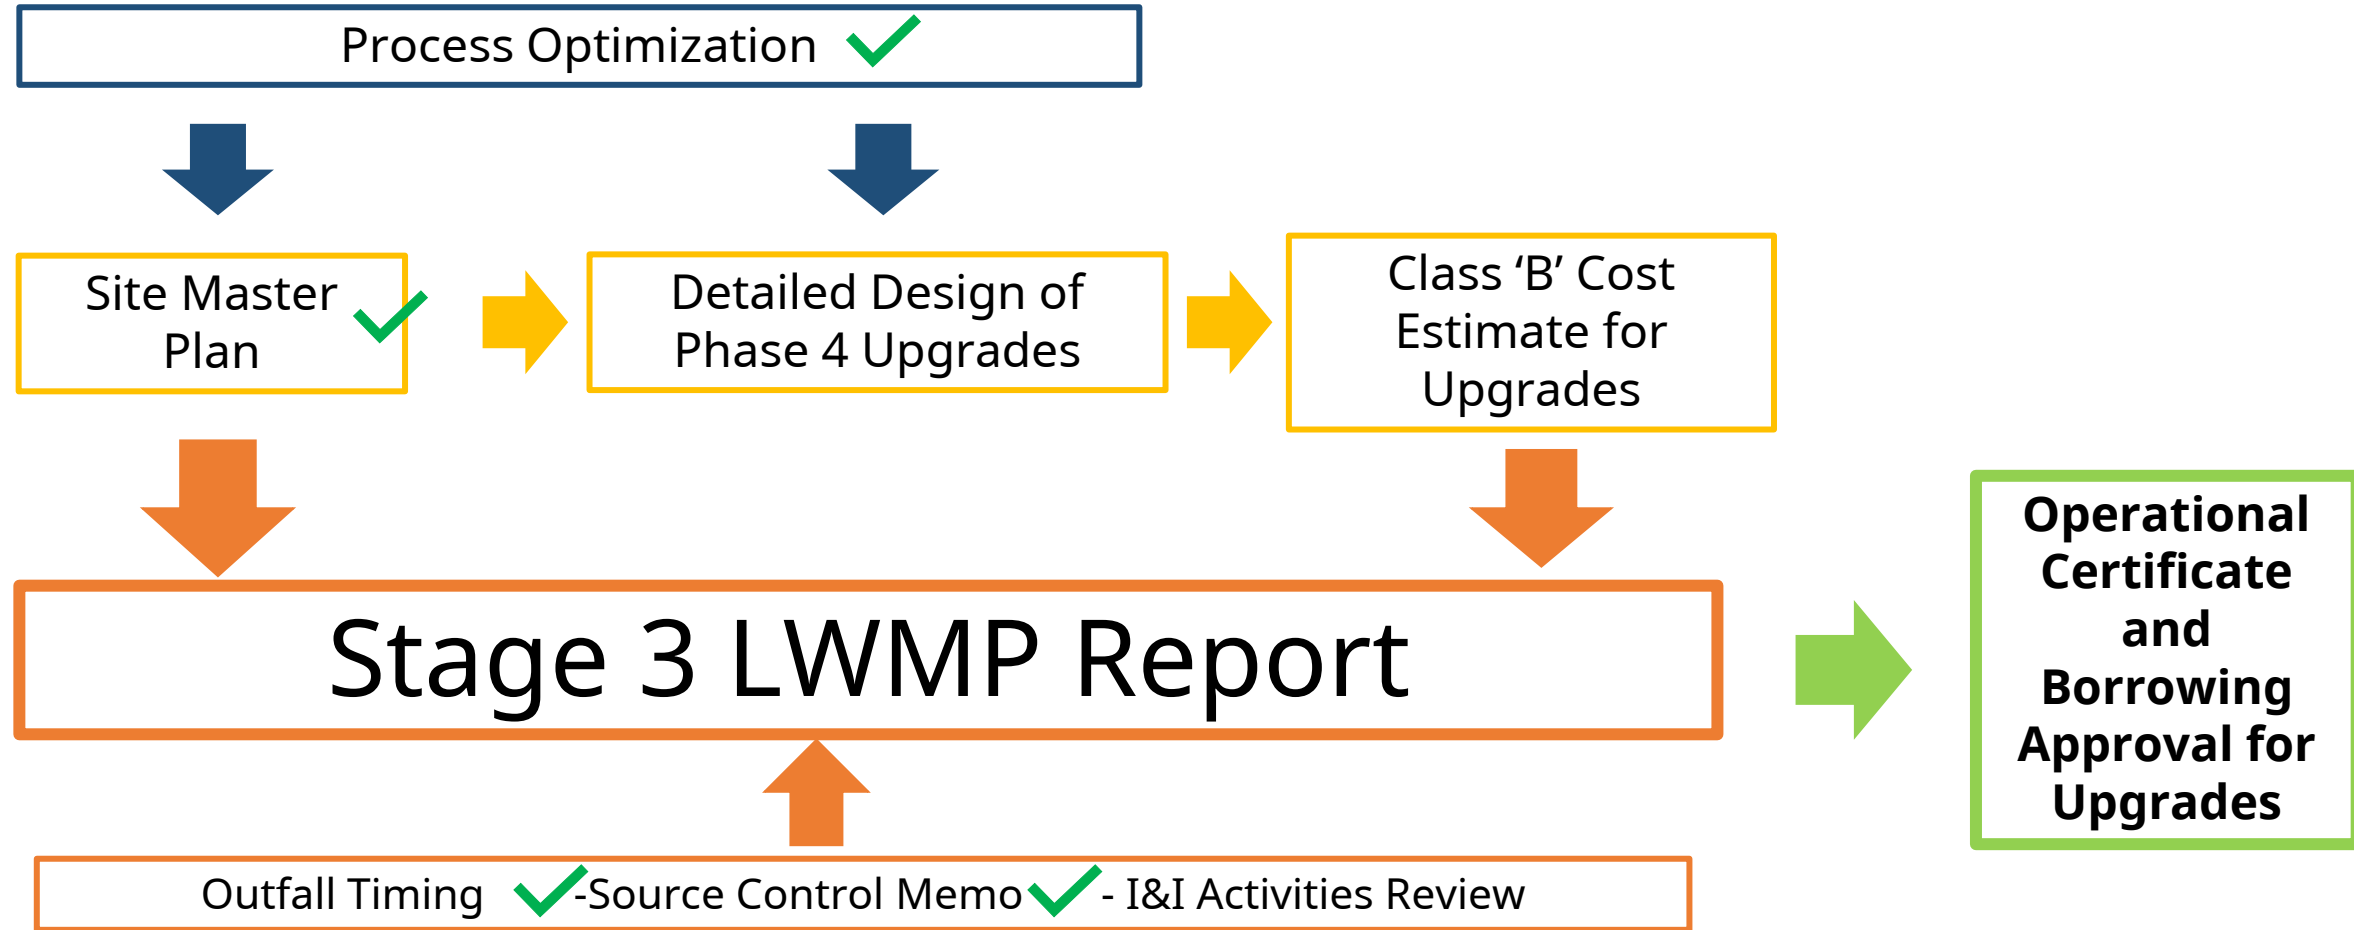 Process Optimization
Site Master
Plan
Detailed Design of
Phase 4 Upgrades
Class ‘B’ Cost
Estimate for
Upgrades
Stage 3 LWMP Report
Operational
Certificate
and
Borrowing
Approval for
Upgrades
Outfall Timing -Source Control Memo - I&I Activities Review